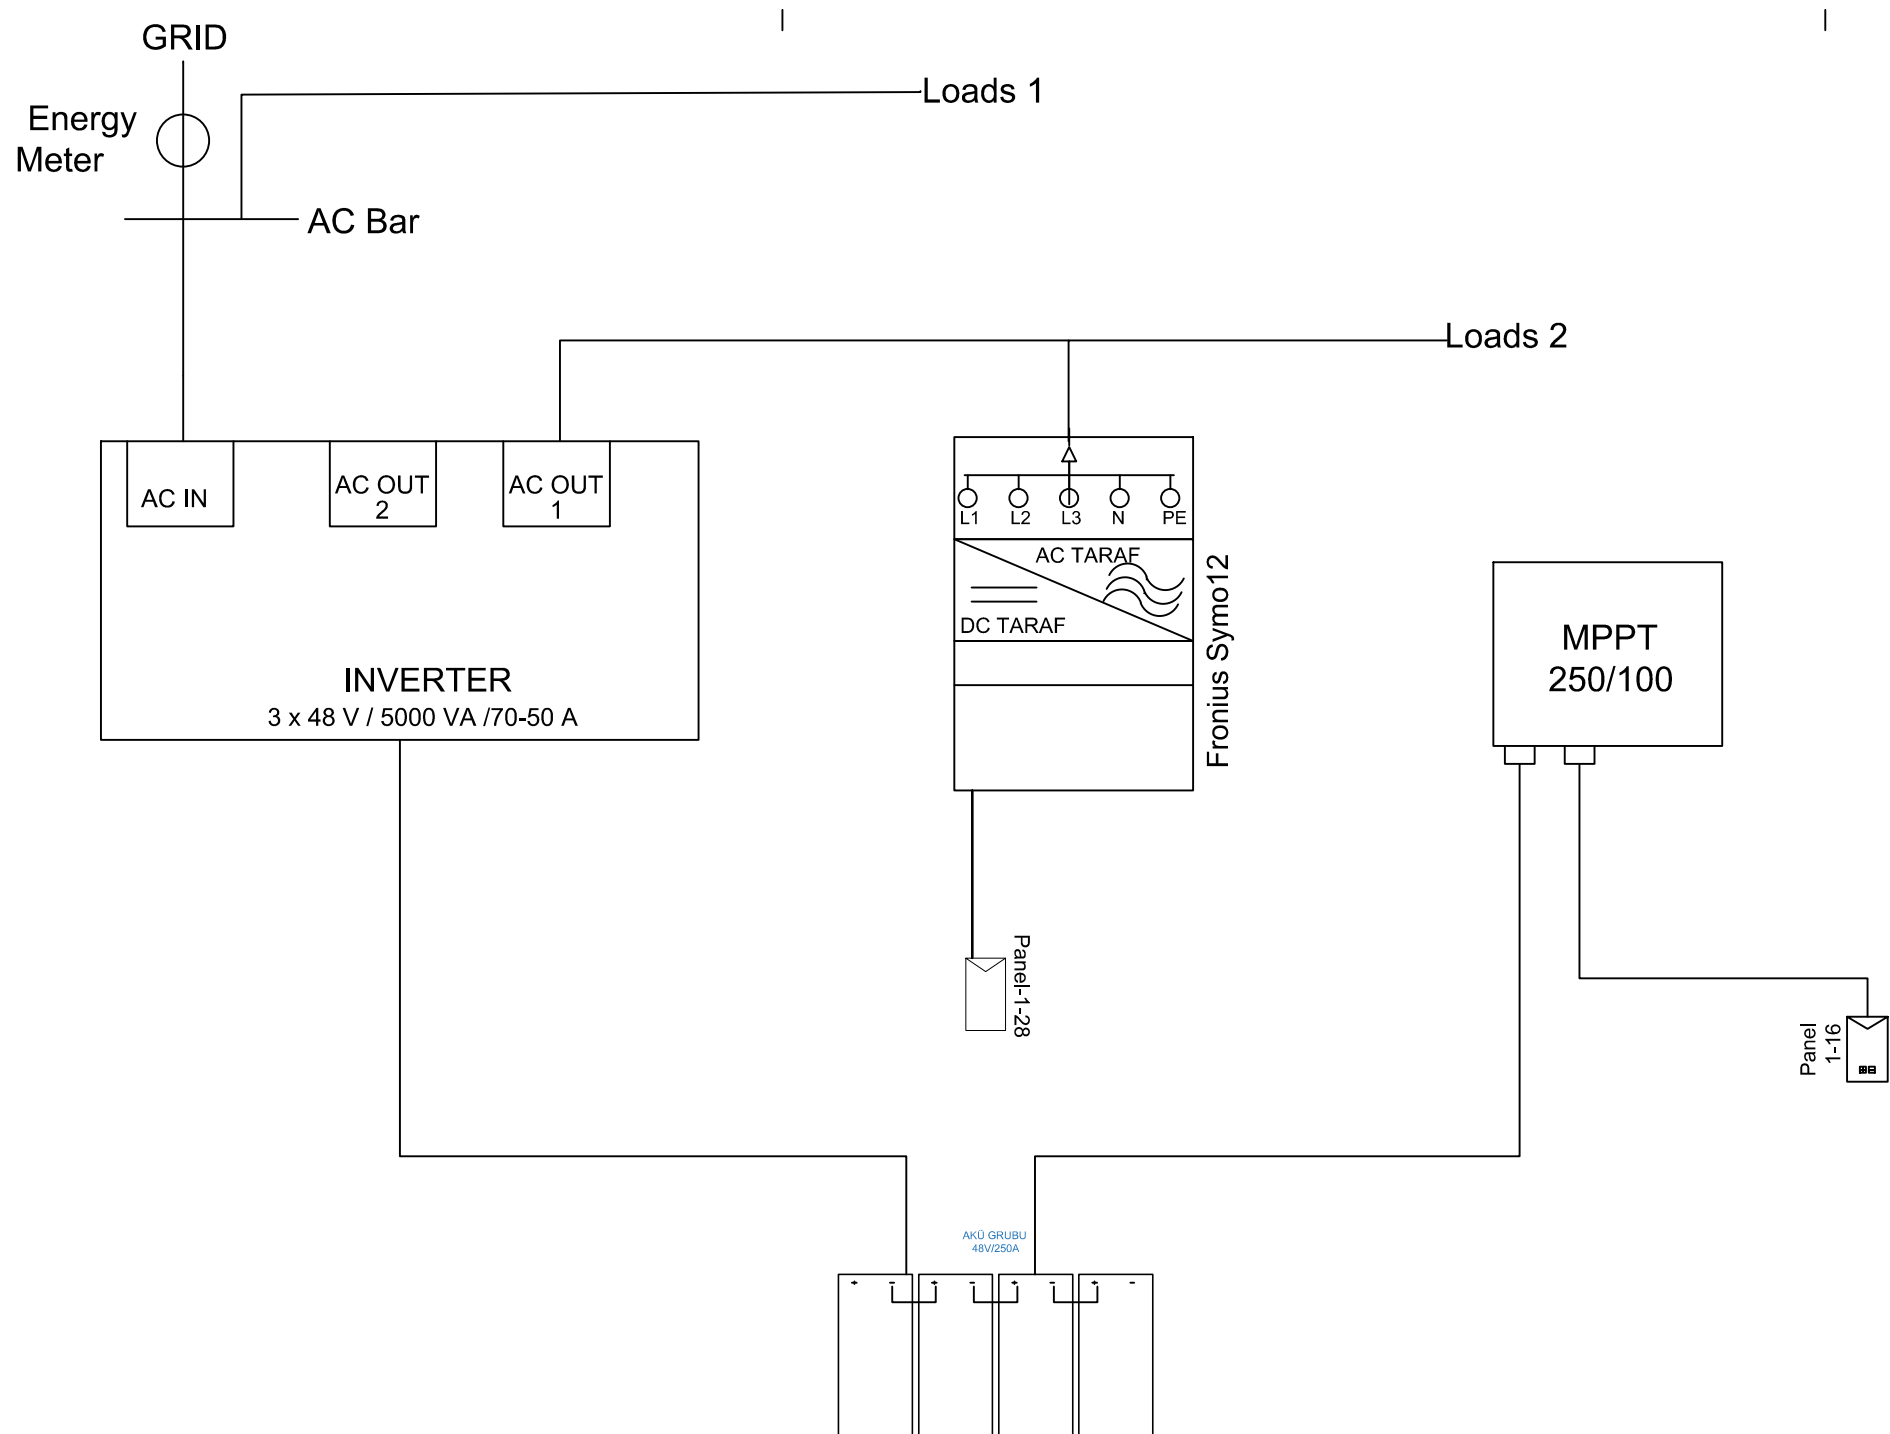 GRID
Loads 1
Energy
Meter
AC Bar
Loads 2
AC IN
AC OUT
2
AC OUT
1
L1
L2
L3
N
PE
AC TARAF
DC TARAF
Fronius Symo12
INVERTER
3 x 48 V / 5000 VA /70-50 A
MPPT
250/100
Panel-1-28
Panel
1-16
AKÜ GRUBU
48V/250A
+ - + - + - + -